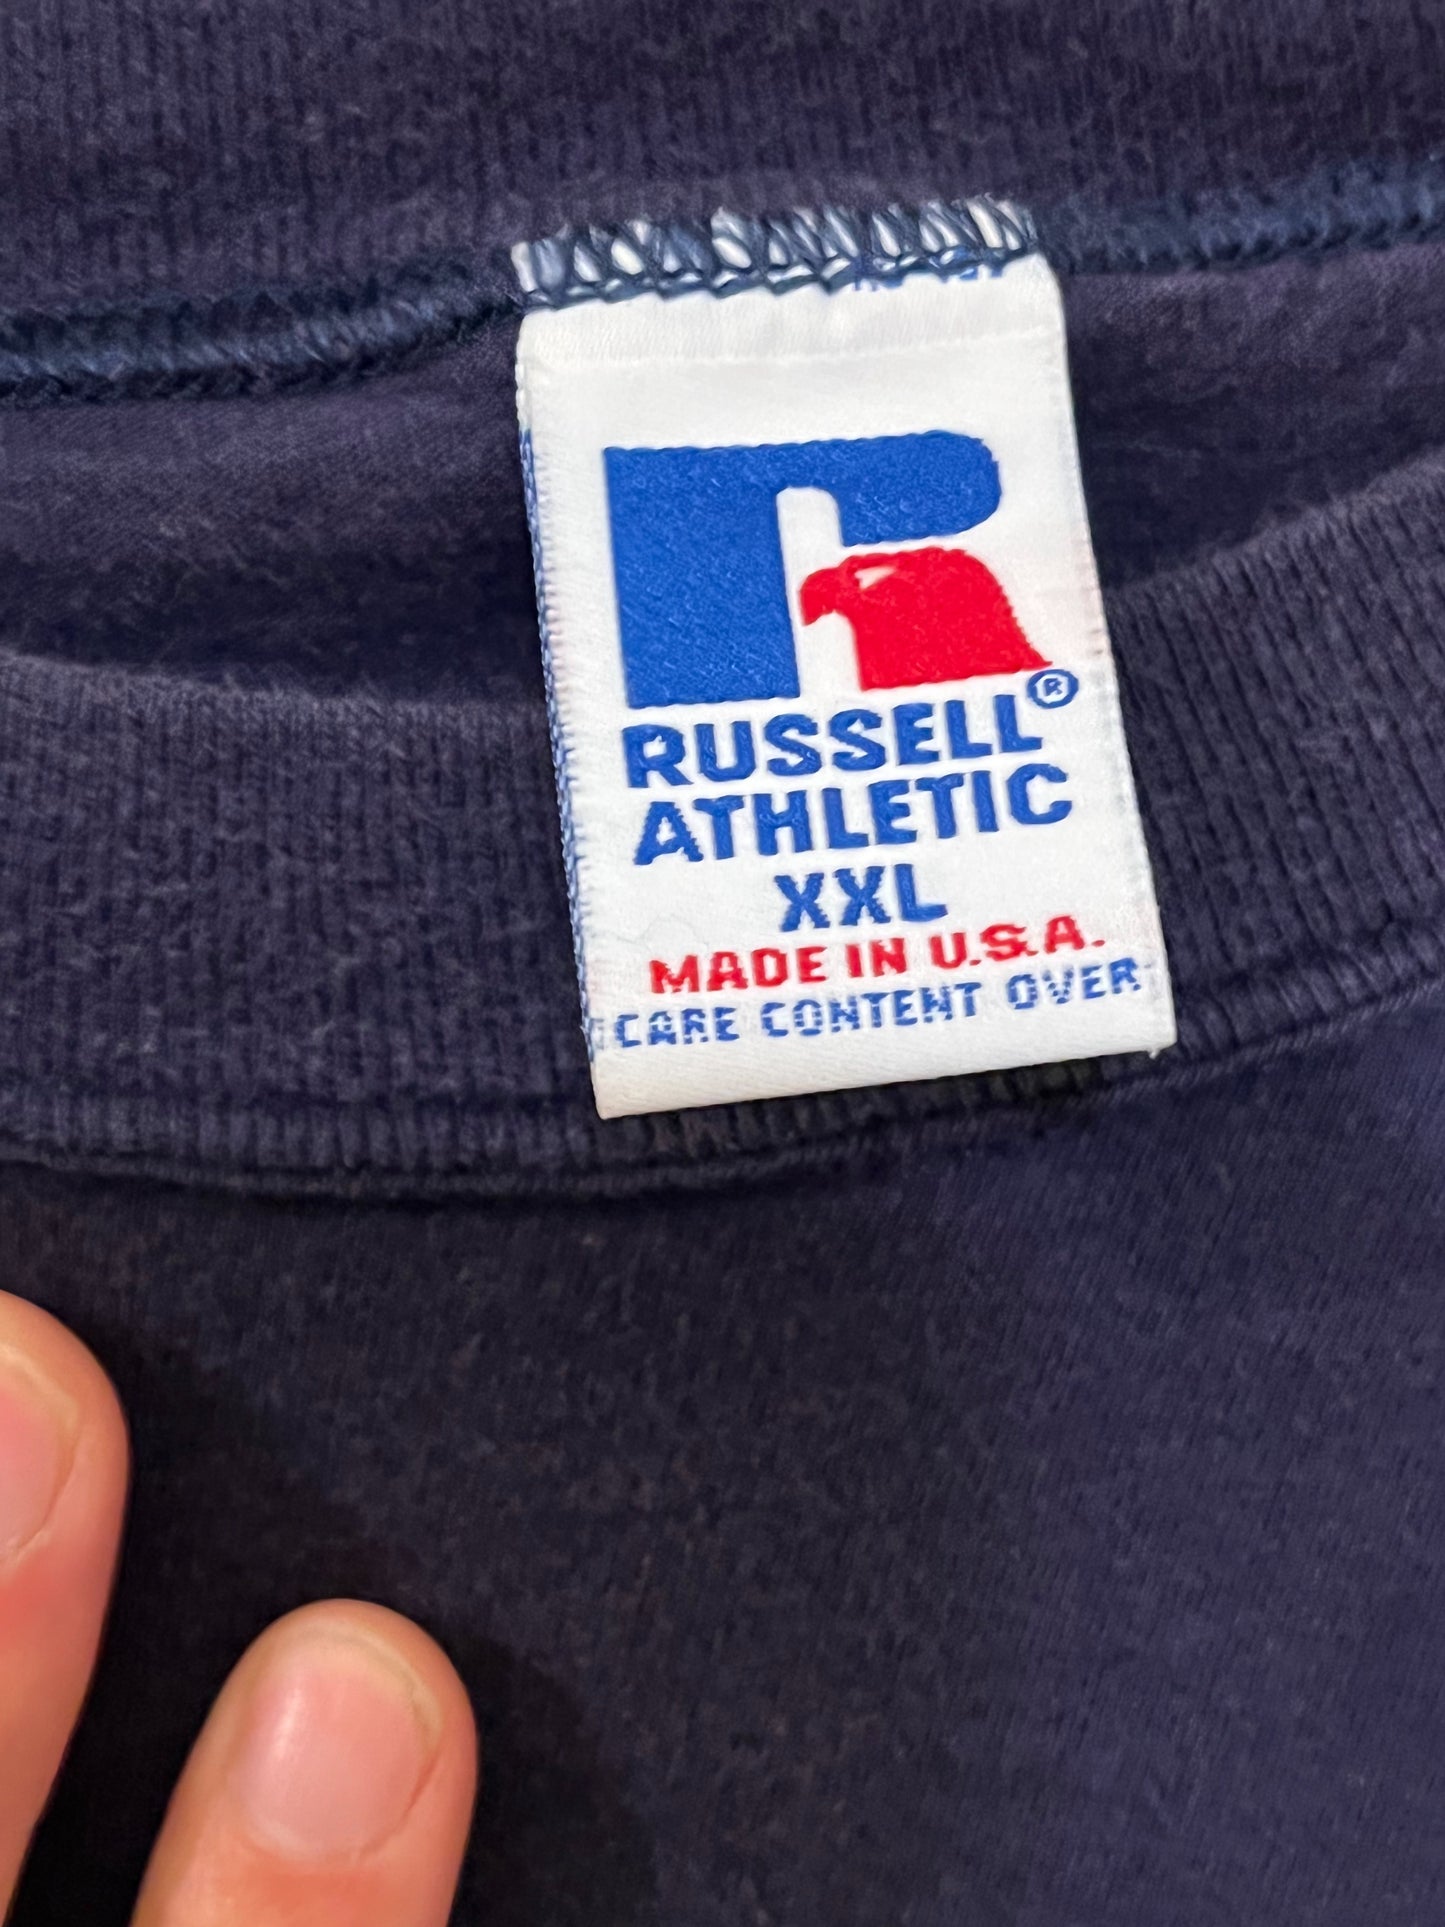 RUSSELL®
ATHLETIC
XXL
MADE IN U.S.A.
CARE CONTENT OVER